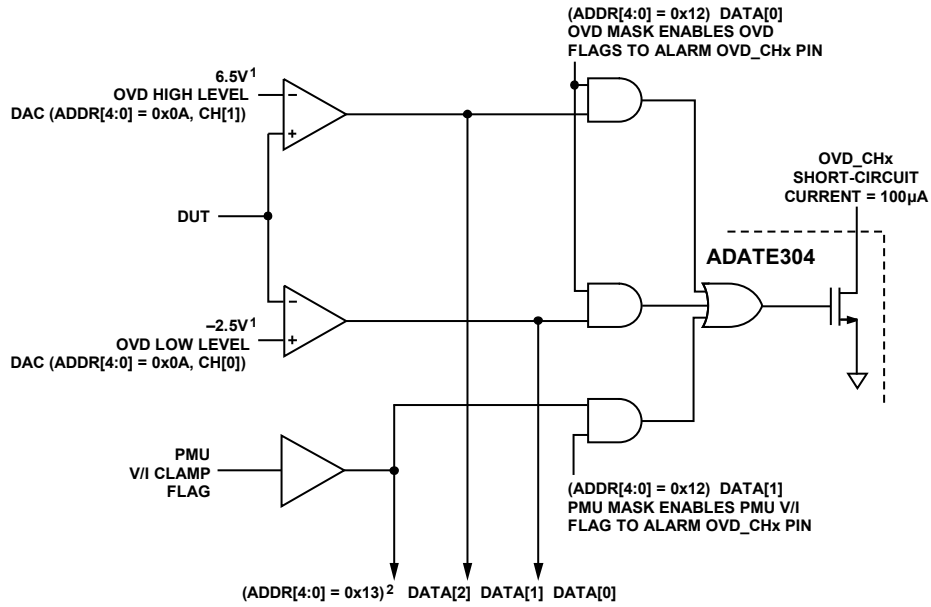 (ADDR[4:0] = 0x12) DATA[0]
OVD MASK ENABLES OVD
FLAGS TO ALARM OVD_CHx PIN
6.5V1
OVD HIGH LEVEL
DAC (ADDR[4:0] = 0x0A, CH[1])
−
+
OVD_CHx
SHORT-CIRCUIT
CURRENT = 100µA
DUT
ADATE304
−
–2.5V1
OVD LOW LEVEL
+
DAC (ADDR[4:0] = 0x0A, CH[0])
PMU
V/I CLAMP
FLAG
(ADDR[4:0] = 0x12) DATA[1]
PMU MASK ENABLES PMU V/I
FLAG TO ALARM OVD_CHx PIN
(ADDR[4:0] = 0x13)2 DATA[2] DATA[1] DATA[0]